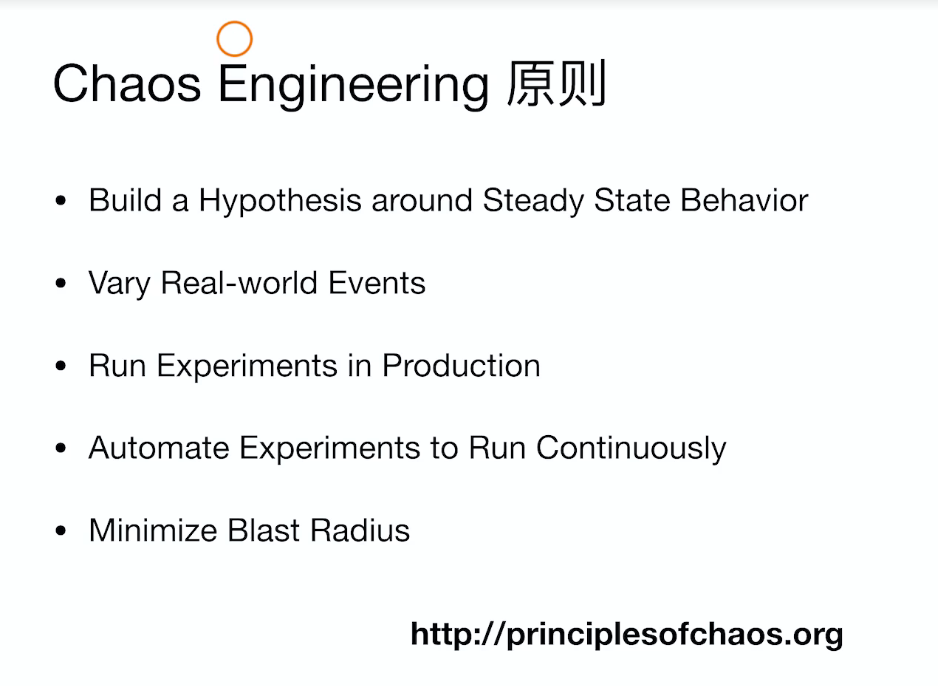 Chaos Engineering 原则
• Build a Hypothesis around Steady State Behavior
• Vary Real-world Events
• Run Experiments in Production
• Automate Experiments to Run Continuously
• Minimize Blast Radius
http://principlesofchaos.org